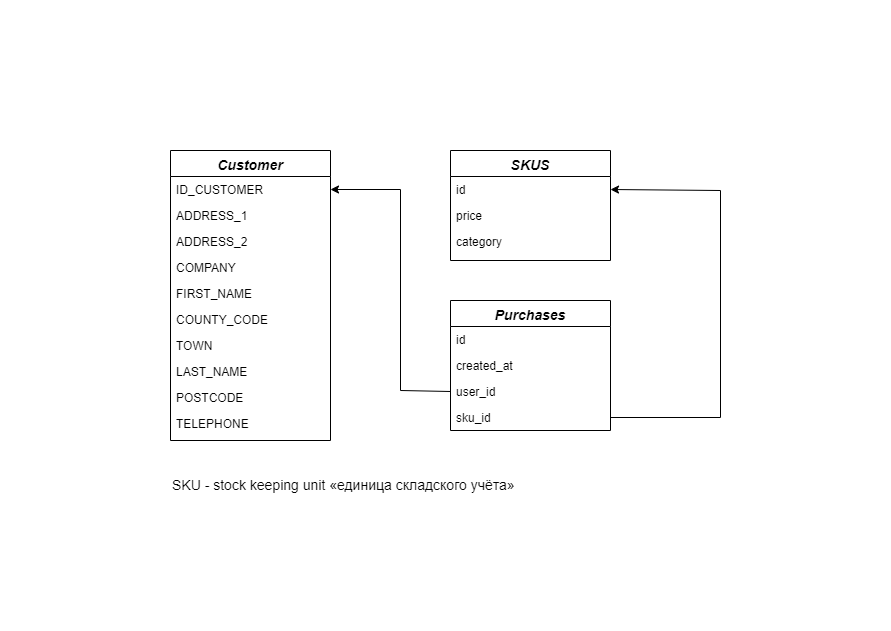 Customer
ID_CUSTOMER
ADDRESS_1
ADDRESS_2
COMPANY
FIRST_NAME
COUNTY_CODE
TOWN
LAST_NAME
POSTCODE
TELEPHONE
SKUS
id
price
category
Purchases
id
created_at
user_id
sku_id
SKU - stock keeping unit «единица складского учёта»